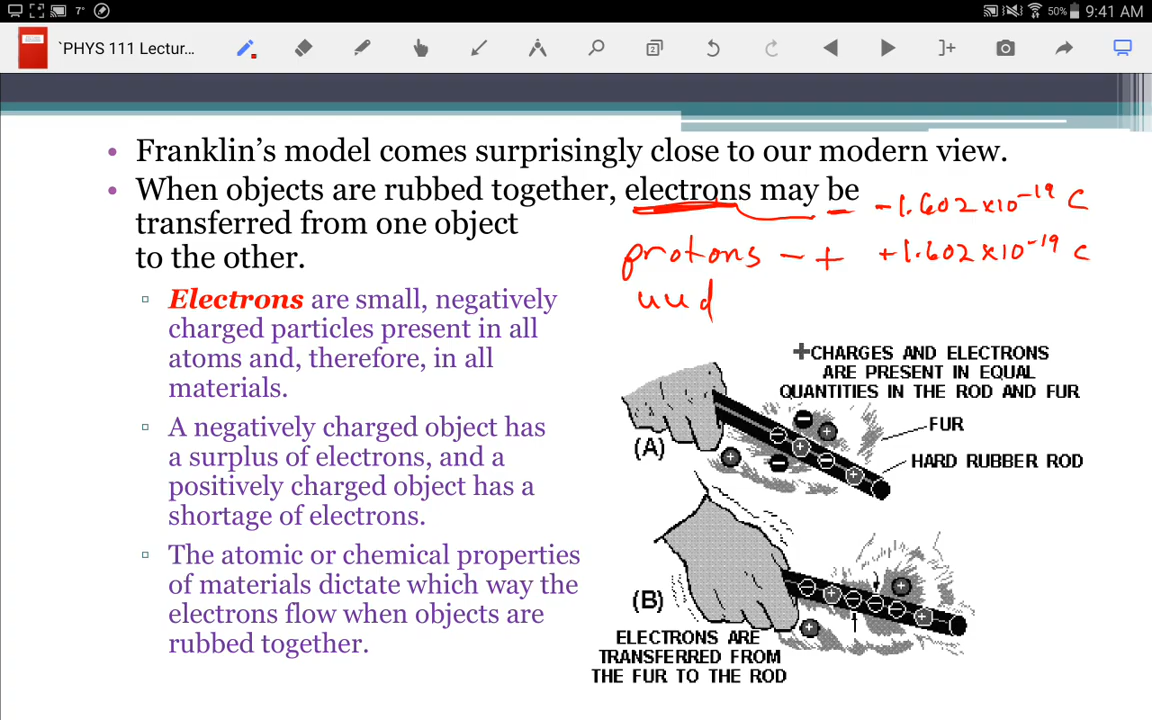 7° 50% 9:41 AM
`PHYS 111 Lectur... 2
• Franklin's model comes surprisingly close to our modern view.
• When objects are rubbed together, electrons may be
-1.602×10⁻¹⁹ C
transferred from one object
to the other.
protons - + +1.602×10⁻¹⁹ C
uud
▫ Electrons are small, negatively
charged particles present in all
atoms and, therefore, in all
materials.
▫ A negatively charged object has
a surplus of electrons, and a
positively charged object has a
shortage of electrons.
▫ The atomic or chemical properties
of materials dictate which way the
electrons flow when objects are
rubbed together.
+CHARGES AND ELECTRONS
ARE PRESENT IN EQUAL
QUANTITIES IN THE ROD AND FUR
FUR
(A)
HARD RUBBER ROD
(B)
ELECTRONS ARE
TRANSFERRED FROM
THE FUR TO THE ROD